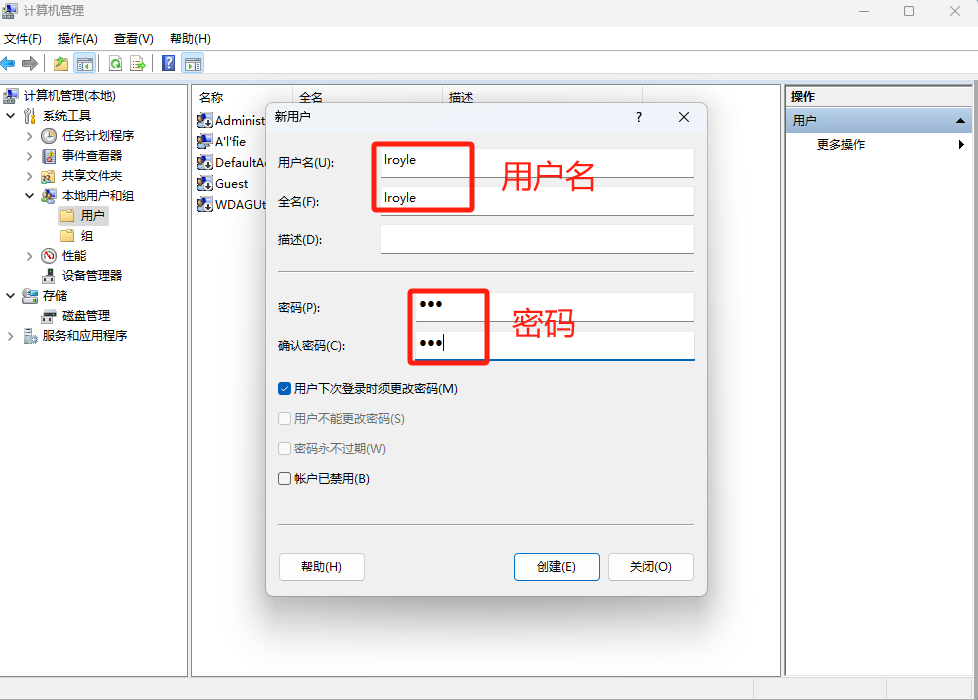 计算机管理
文件(F) 操作(A) 查看(V) 帮助(H)
计算机管理(本地)
系统工具
任务计划程序
事件查看器
共享文件夹
本地用户和组
用户
组
性能
设备管理器
存储
磁盘管理
服务和应用程序
名称 全名 描述
Administ
A'l'fie
DefaultAc
Guest
WDAGUt
新用户
用户名(U): lroyle
全名(F): lroyle
用户名
描述(D):
密码(P):
确认密码(C):
密码
用户下次登录时须更改密码(M)
用户不能更改密码(S)
密码永不过期(W)
帐户已禁用(B)
帮助(H) 创建(E) 关闭(O)
操作
用户
更多操作